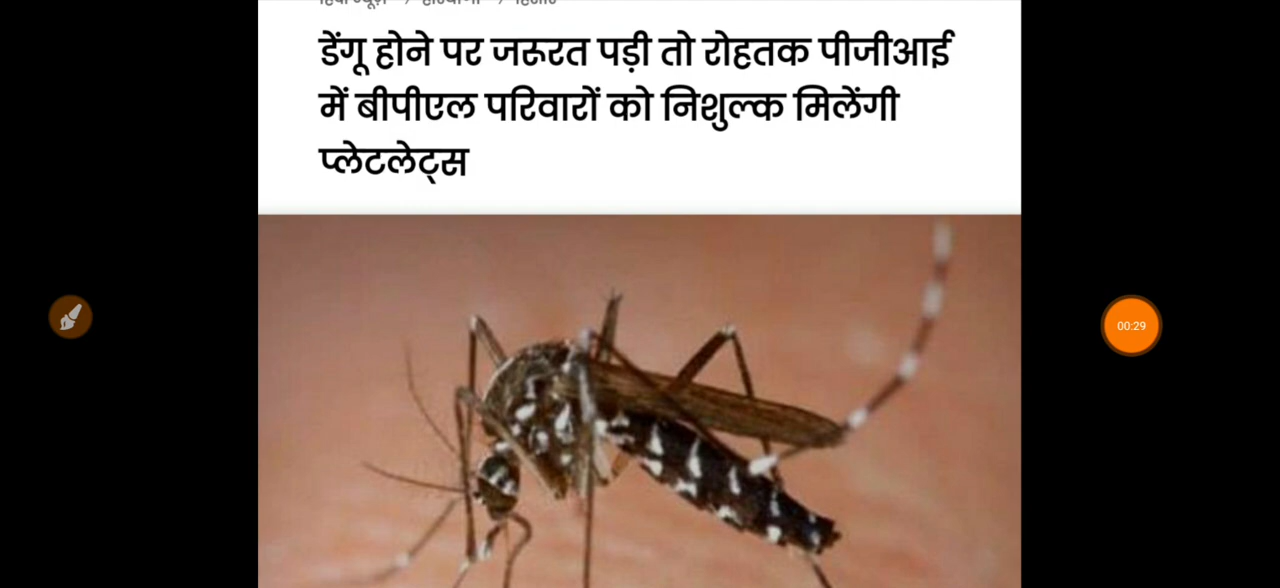 डेंगू होने पर जरूरत पड़ी तो रोहतक पीजीआई
में बीपीएल परिवारों को निशुल्क मिलेंगी
प्लेटलेट्स
00:29